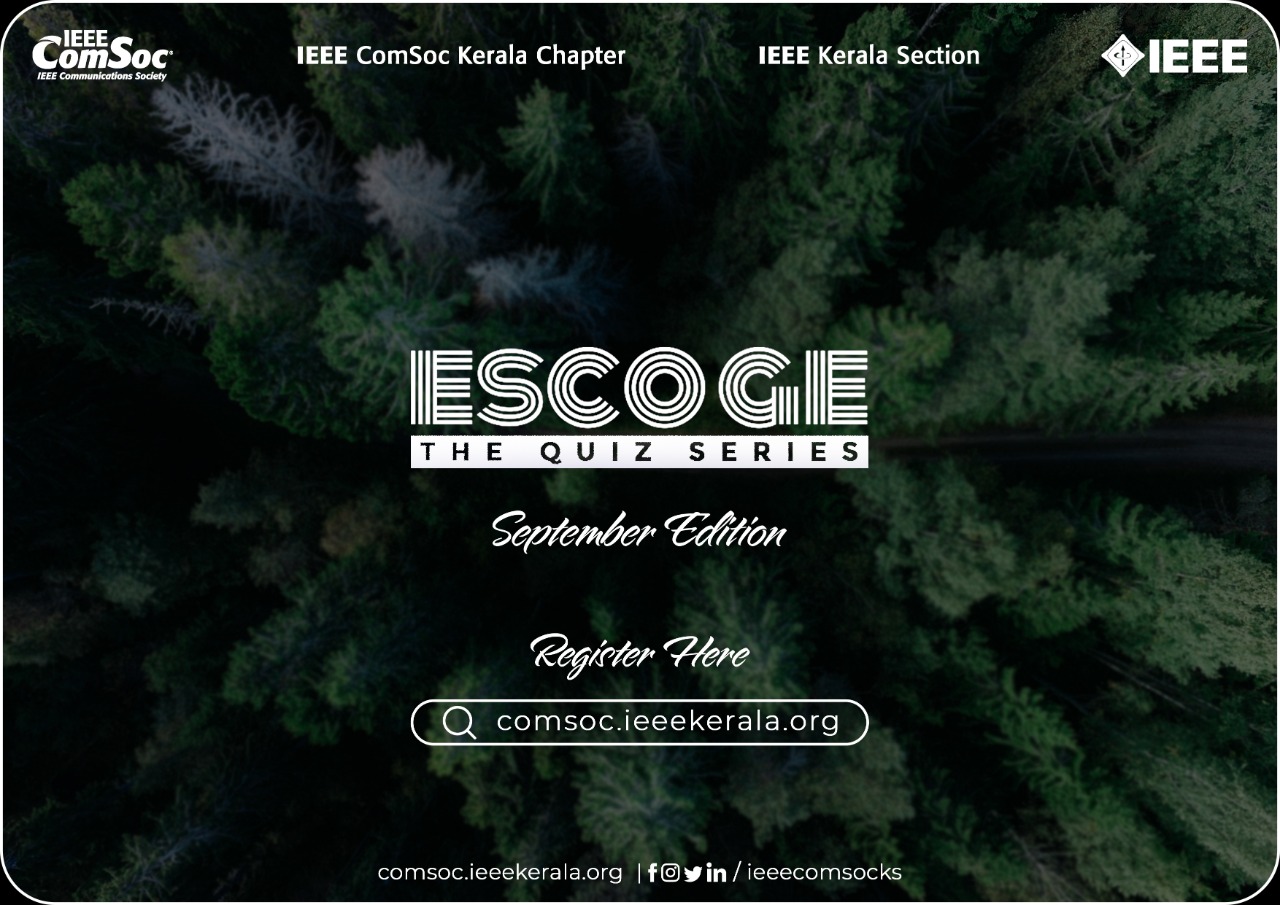 IEEE
ComSoc®
IEEE Communications Society
IEEE ComSoc Kerala Chapter
IEEE Kerala Section
IEEE
ESCOGE
THE QUIZ SERIES
September Edition
Register Here
comsoc.ieeekerala.org
comsoc.ieeekerala.org | / ieeecomsocks